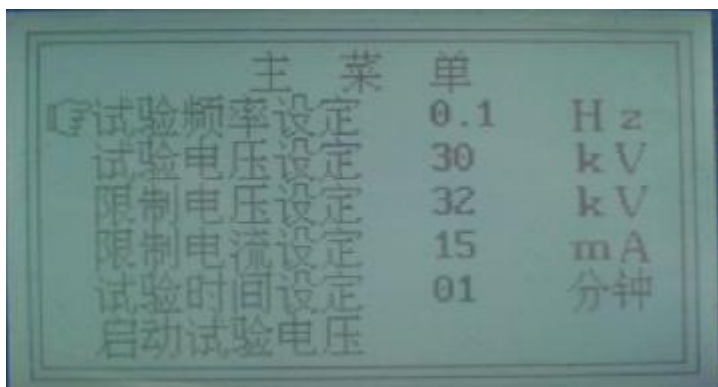 主 菜 单
试验频率设定 0.1 Hz
试验电压设定 30 kV
限制电压设定 32 kV
限制电流设定 15 mA
试验时间设定 01 分钟
启动试验电压